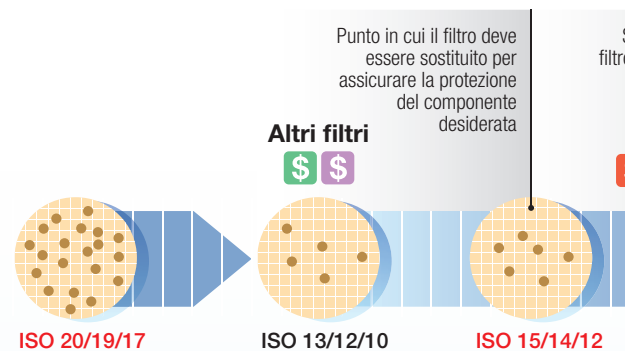 Punto in cui il filtro deve
essere sostituito per
assicurare la protezione
del componente
desiderata
Altri filtri
$ $
ISO 20/19/17
ISO 13/12/10
ISO 15/14/12